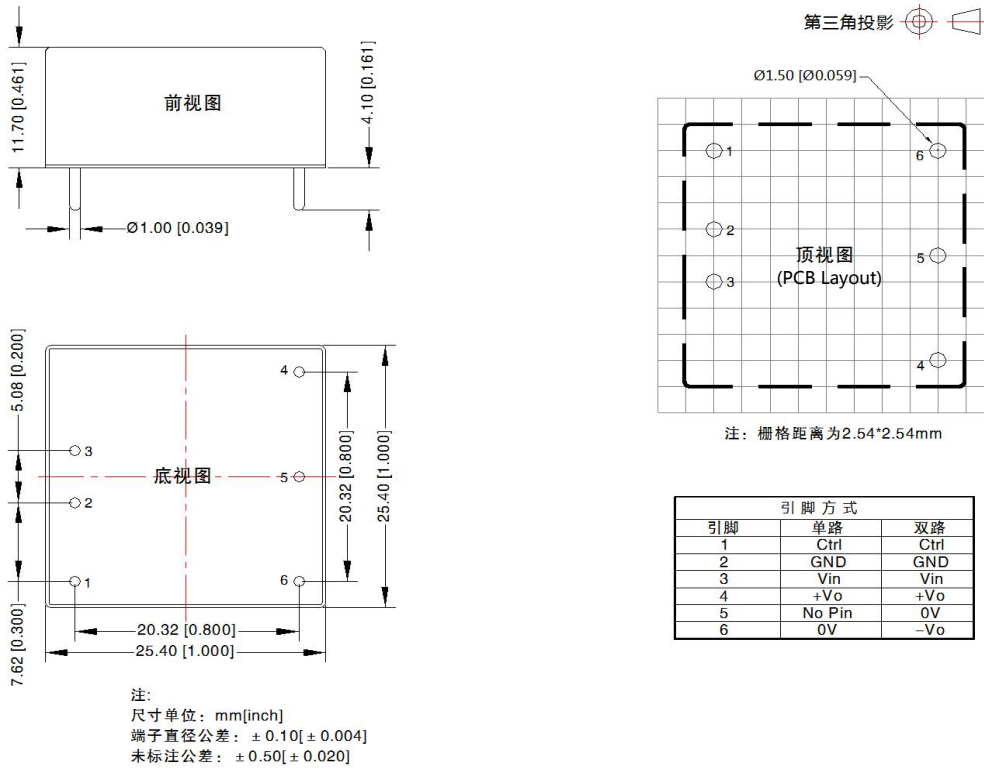 第三角投影
11.70 [0.461]
前视图
4.10 [0.161]
Ø1.00 [0.039]
Ø1.50 [Ø0.059]
1
6
2
顶视图
5
(PCB Layout)
3
4
注：栅格距离为2.54*2.54mm
5.08 [0.200]
4
3
底视图
5
20.32 [0.800]
25.40 [1.000]
2
1
6
7.62 [0.300]
20.32 [0.800]
25.40 [1.000]
引脚方式
引脚 单路 双路
1 Ctrl Ctrl
2 GND GND
3 Vin Vin
4 +Vo +Vo
5 No Pin 0V
6 0V −Vo
注:
尺寸单位：mm[inch]
端子直径公差：±0.10[±0.004]
未标注公差：±0.50[±0.020]